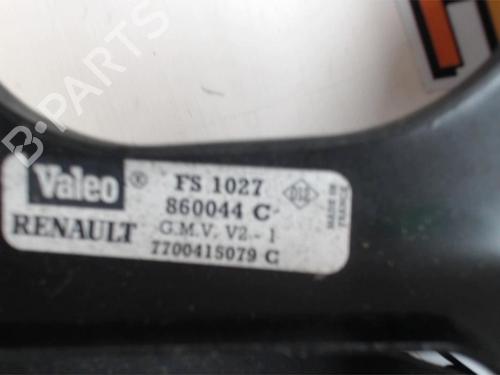 B-PARTS
Valeo ® FS 1027
860044 C
RENAULT G.M.V. V2.- 1
7700415079 C
MADE IN
FRANCE